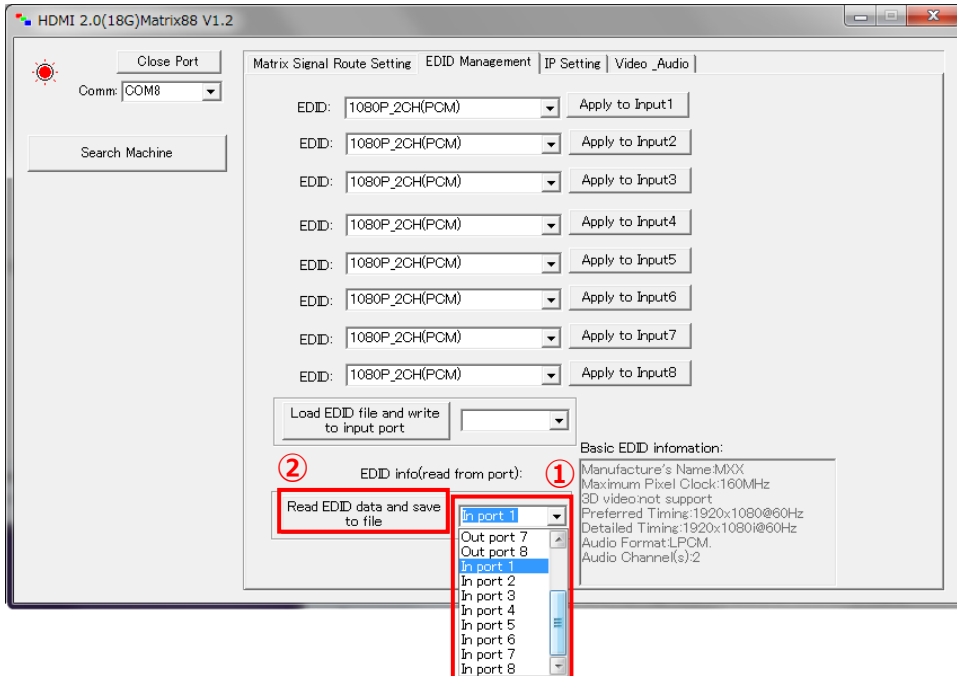 HDMI 2.0(18G)Matrix88 V1.2
Close Port
Comm: COM8
Search Machine
Matrix Signal Route Setting EDID Management IP Setting Video _Audio
EDID: 1080P_2CH(PCM) Apply to Input1
EDID: 1080P_2CH(PCM) Apply to Input2
EDID: 1080P_2CH(PCM) Apply to Input3
EDID: 1080P_2CH(PCM) Apply to Input4
EDID: 1080P_2CH(PCM) Apply to Input5
EDID: 1080P_2CH(PCM) Apply to Input6
EDID: 1080P_2CH(PCM) Apply to Input7
EDID: 1080P_2CH(PCM) Apply to Input8
Load EDID file and write
to input port
② EDID info(read from port): ①
Read EDID data and save
to file
In port 1
Out port 7
Out port 8
In port 1
In port 2
In port 3
In port 4
In port 5
In port 6
In port 7
In port 8
Basic EDID infomation:
Manufacture's Name:MXX
Maximum Pixel Clock:160MHz
3D video:not support
Preferred Timing:1920x1080@60Hz
Detailed Timing:1920x1080i@60Hz
Audio Format:LPCM.
Audio Channel(s):2